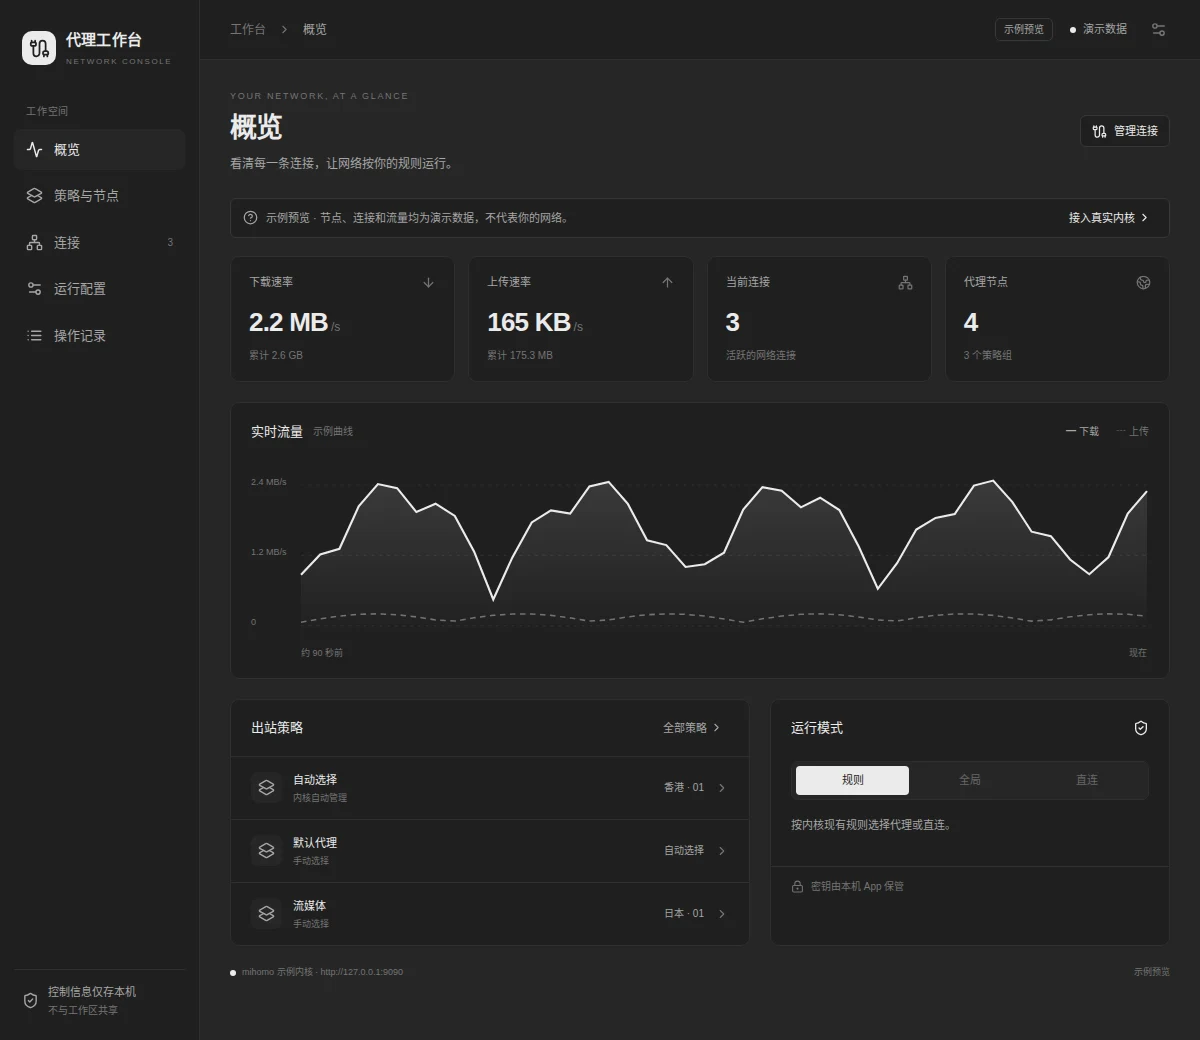 代理工作台
NETWORK CONSOLE
工作空间
概览
策略与节点
连接 3
运行配置
操作记录
控制信息仅存本机
不与工作区共享
工作台 概览
示例预览 演示数据
YOUR NETWORK, AT A GLANCE
概览
看清每一条连接，让网络按你的规则运行。
管理连接
示例预览 · 节点、连接和流量均为演示数据，不代表你的网络。
接入真实内核
下载速率
2.2 MB/s
累计 2.6 GB
上传速率
165 KB/s
累计 175.3 MB
当前连接
3
活跃的网络连接
代理节点
4
3 个策略组
实时流量 示例曲线
下载 上传
2.4 MB/s
1.2 MB/s
0
约 90 秒前 现在
出站策略 全部策略
自动选择
内核自动管理
香港 · 01
默认代理
手动选择
自动选择
流媒体
手动选择
日本 · 01
运行模式
规则 全局 直连
按内核现有规则选择代理或直连。
密钥由本机 App 保管
mihomo 示例内核 · http://127.0.0.1:9090
示例预览